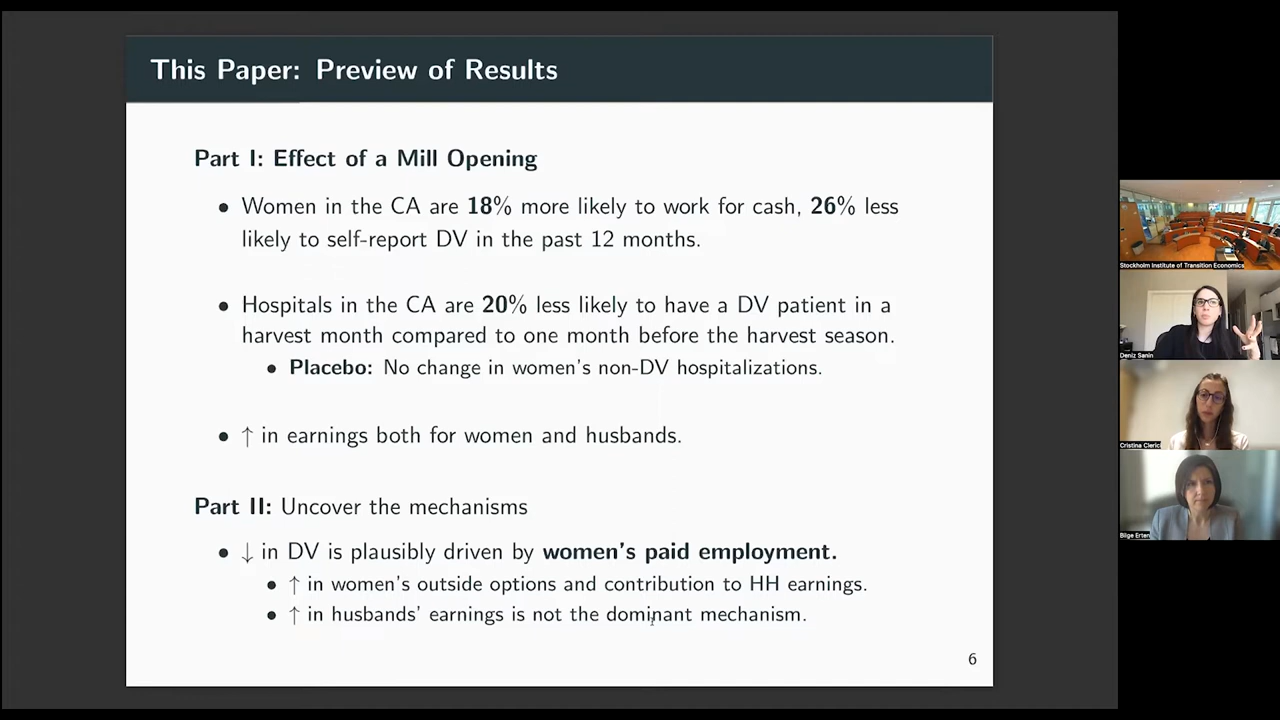 This Paper: Preview of Results
Part I: Effect of a Mill Opening
• Women in the CA are 18% more likely to work for cash, 26% less
likely to self-report DV in the past 12 months.
• Hospitals in the CA are 20% less likely to have a DV patient in a
harvest month compared to one month before the harvest season.
• Placebo: No change in women's non-DV hospitalizations.
• ↑ in earnings both for women and husbands.
Part II: Uncover the mechanisms
• ↓ in DV is plausibly driven by women's paid employment.
• ↑ in women's outside options and contribution to HH earnings.
• ↑ in husbands' earnings is not the dominant mechanism.
6
Stockholm Institute of Transition Economics
Deniz Sanin
Cristina Clerici
Bilge Erten